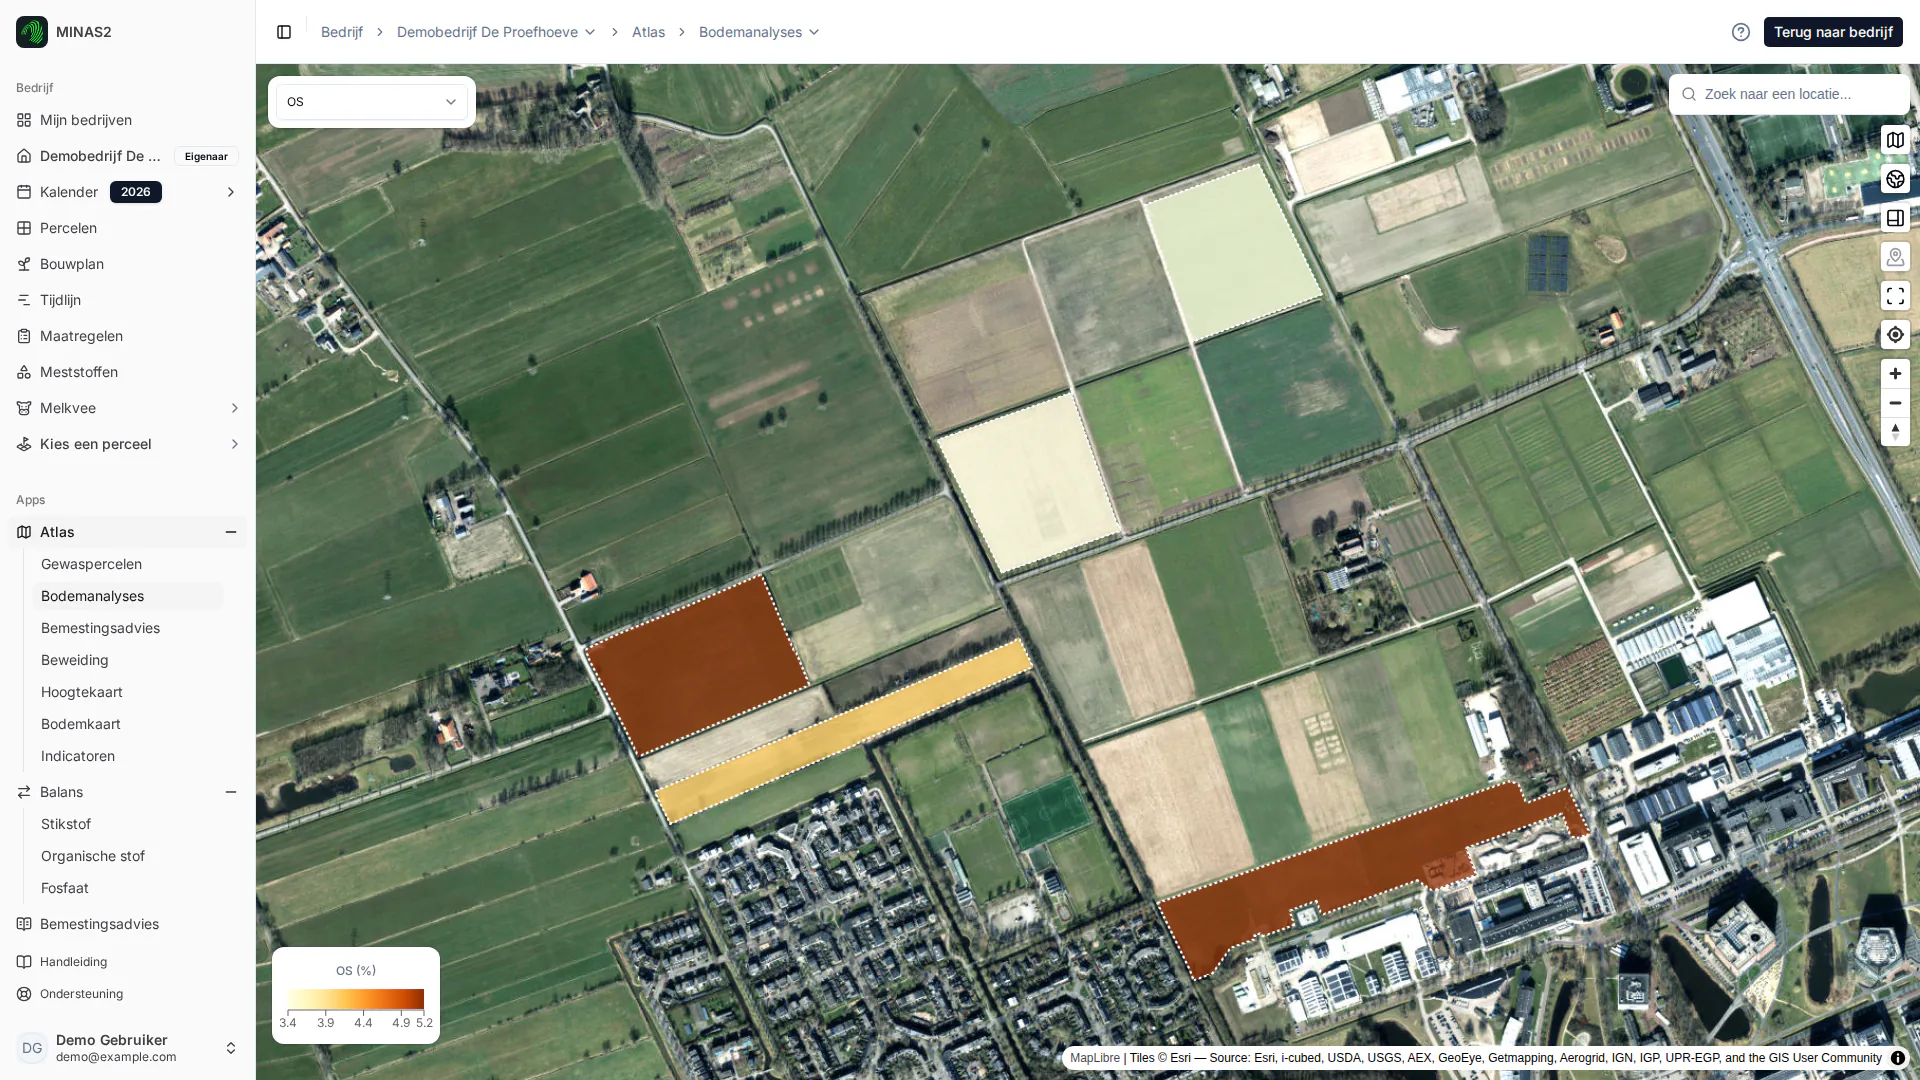 MINAS2
Bedrijf
Mijn bedrijven
Demobedrijf De ... Eigenaar
Kalender 2026
Percelen
Bouwplan
Tijdlijn
Maatregelen
Meststoffen
Melkvee
Kies een perceel
Apps
Atlas
Gewaspercelen
Bodemanalyses
Bemestingsadvies
Beweiding
Hoogtekaart
Bodemkaart
Indicatoren
Balans
Stikstof
Organische stof
Fosfaat
Bemestingsadvies
Handleiding
Ondersteuning
DG Demo Gebruiker
demo@example.com
Bedrijf Demobedrijf De Proefhoeve Atlas Bodemanalyses
Terug naar bedrijf
OS
Zoek naar een locatie...
OS (%)
3.4 3.9 4.4 4.9 5.2
MapLibre | Tiles © Esri — Source: Esri, i-cubed, USDA, USGS, AEX, GeoEye, Getmapping, Aerogrid, IGN, IGP, UPR-EGP, and the GIS User Community